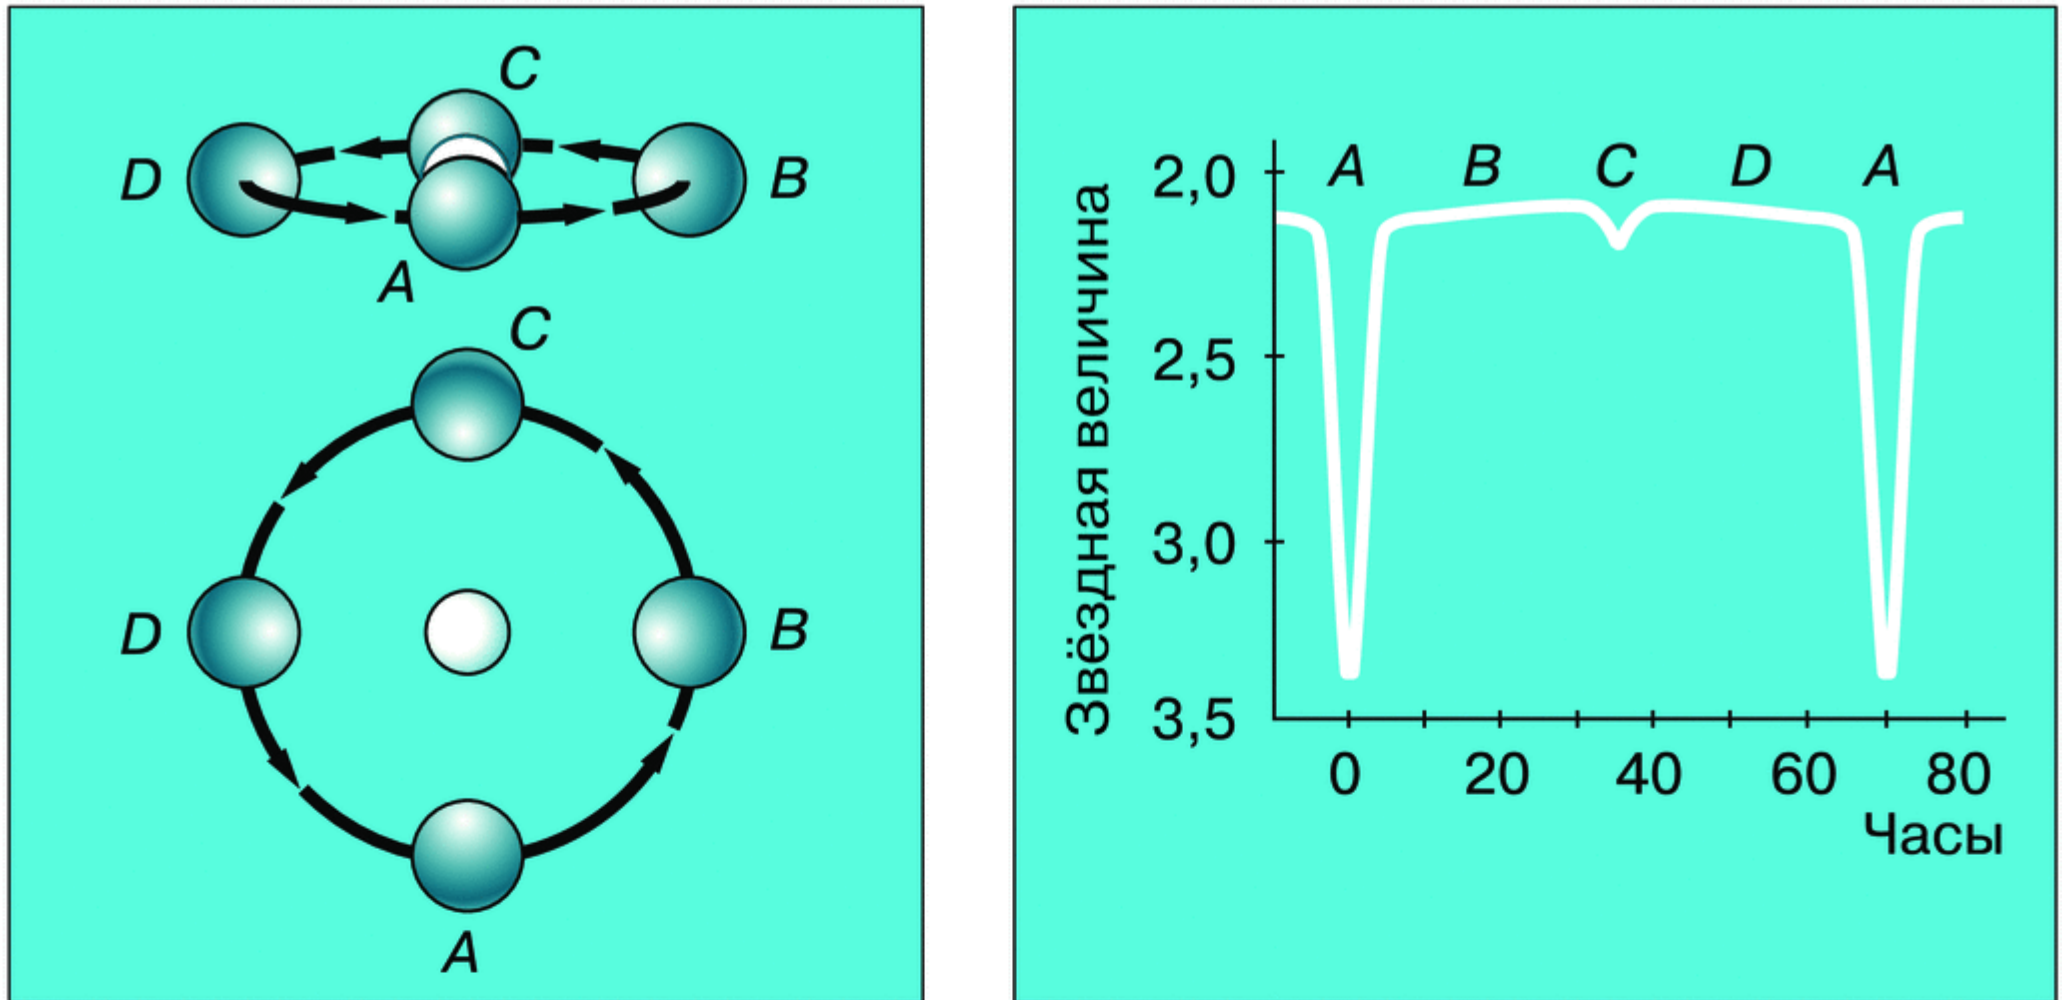 C
D
B
A
C
D
B
A
A B C D A
Звёздная величина
2,0
2,5
3,0
3,5
0 20 40 60 80
Часы